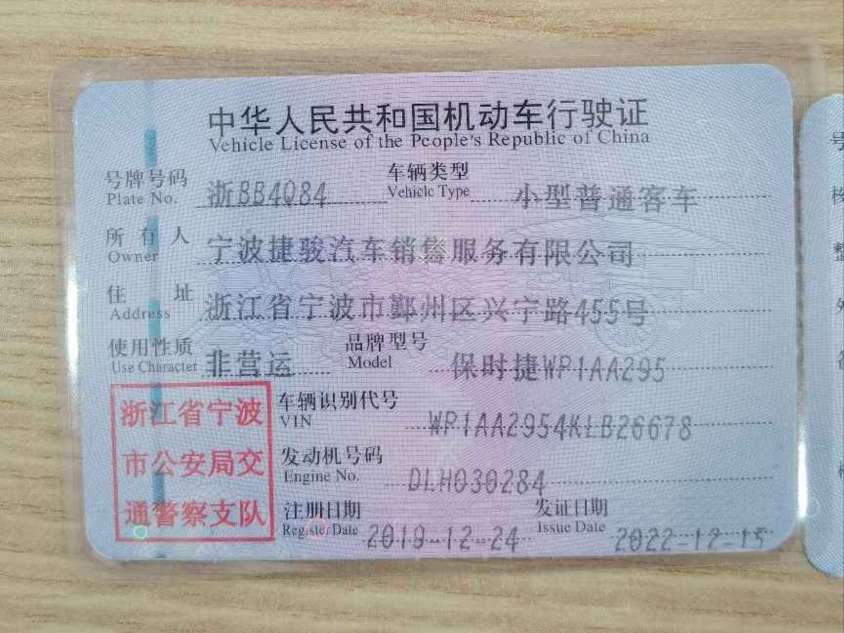 中华人民共和国机动车行驶证
Vehicle License of the People's Republic of China
号牌号码 浙BB4Q84 车辆类型 小型普通客车
Plate No. Vehicle Type
所有人 宁波捷骏汽车销售服务有限公司
Owner
住址 浙江省宁波市鄞州区兴宁路455号
Address
使用性质 非营运 品牌型号 保时捷WP1AA295
Use Character Model
浙江省宁波
市公安局交
通警察支队
车辆识别代号 WP1AA2954KLB26678
VIN
发动机号码 DLH030284
Engine No.
注册日期 2019-12-24 发证日期 2022-12-15
Register Date Issue Date